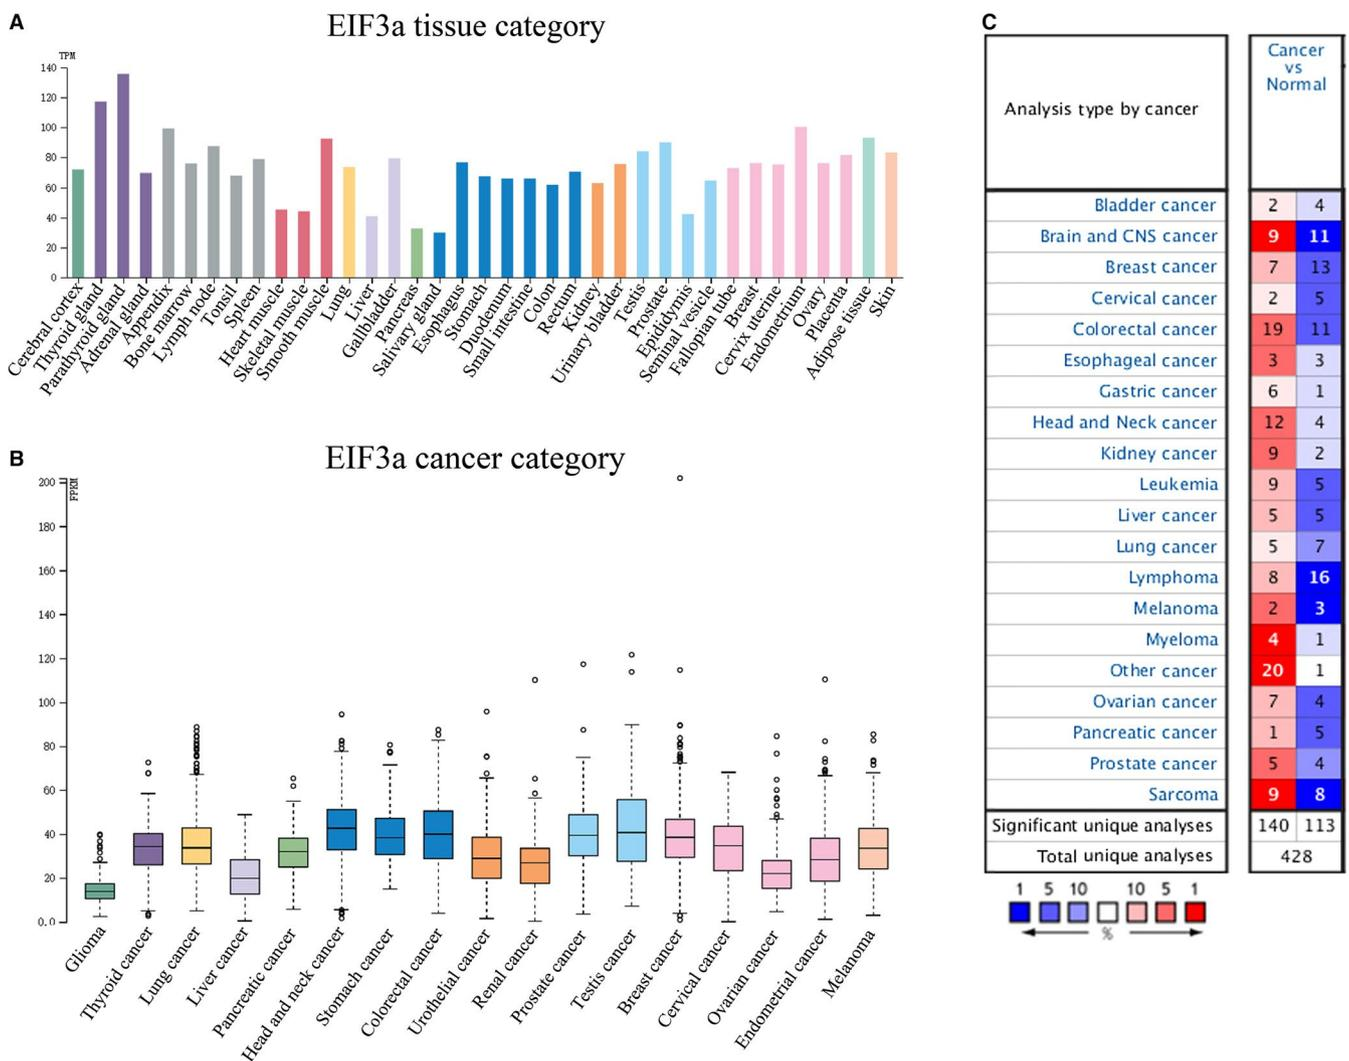 A
EIF3a tissue category
TPM
140
120
100
80
60
40
20
0
Cerebral cortex
Thyroid gland
Parathyroid gland
Adrenal gland
Appendix
Bone marrow
Lymph node
Tonsil
Spleen
Heart muscle
Skeletal muscle
Smooth muscle
Lung
Liver
Gallbladder
Pancreas
Salivary gland
Esophagus
Stomach
Duodenum
Small intestine
Colon
Rectum
Kidney
Urinary bladder
Testis
Prostate
Epididymis
Seminal vesicle
Fallopian tube
Breast
Cervix uterine
Endometrium
Ovary
Placenta
Adipose tissue
Skin
B
EIF3a cancer category
FPKM
200
180
160
140
120
100
80
60
40
20
0.0
Glioma
Thyroid cancer
Lung cancer
Liver cancer
Pancreatic cancer
Head and neck cancer
Stomach cancer
Colorectal cancer
Urothelial cancer
Renal cancer
Prostate cancer
Testis cancer
Breast cancer
Cervical cancer
Ovarian cancer
Endometrial cancer
Melanoma
C
Analysis type by cancer
Cancer
vs
Normal
Bladder cancer 2 4
Brain and CNS cancer 9 11
Breast cancer 7 13
Cervical cancer 2 5
Colorectal cancer 19 11
Esophageal cancer 3 3
Gastric cancer 6 1
Head and Neck cancer 12 4
Kidney cancer 9 2
Leukemia 9 5
Liver cancer 5 5
Lung cancer 5 7
Lymphoma 8 16
Melanoma 2 3
Myeloma 4 1
Other cancer 20 1
Ovarian cancer 7 4
Pancreatic cancer 1 5
Prostate cancer 5 4
Sarcoma 9 8
Significant unique analyses 140 113
Total unique analyses 428
1 5 10 10 5 1
%